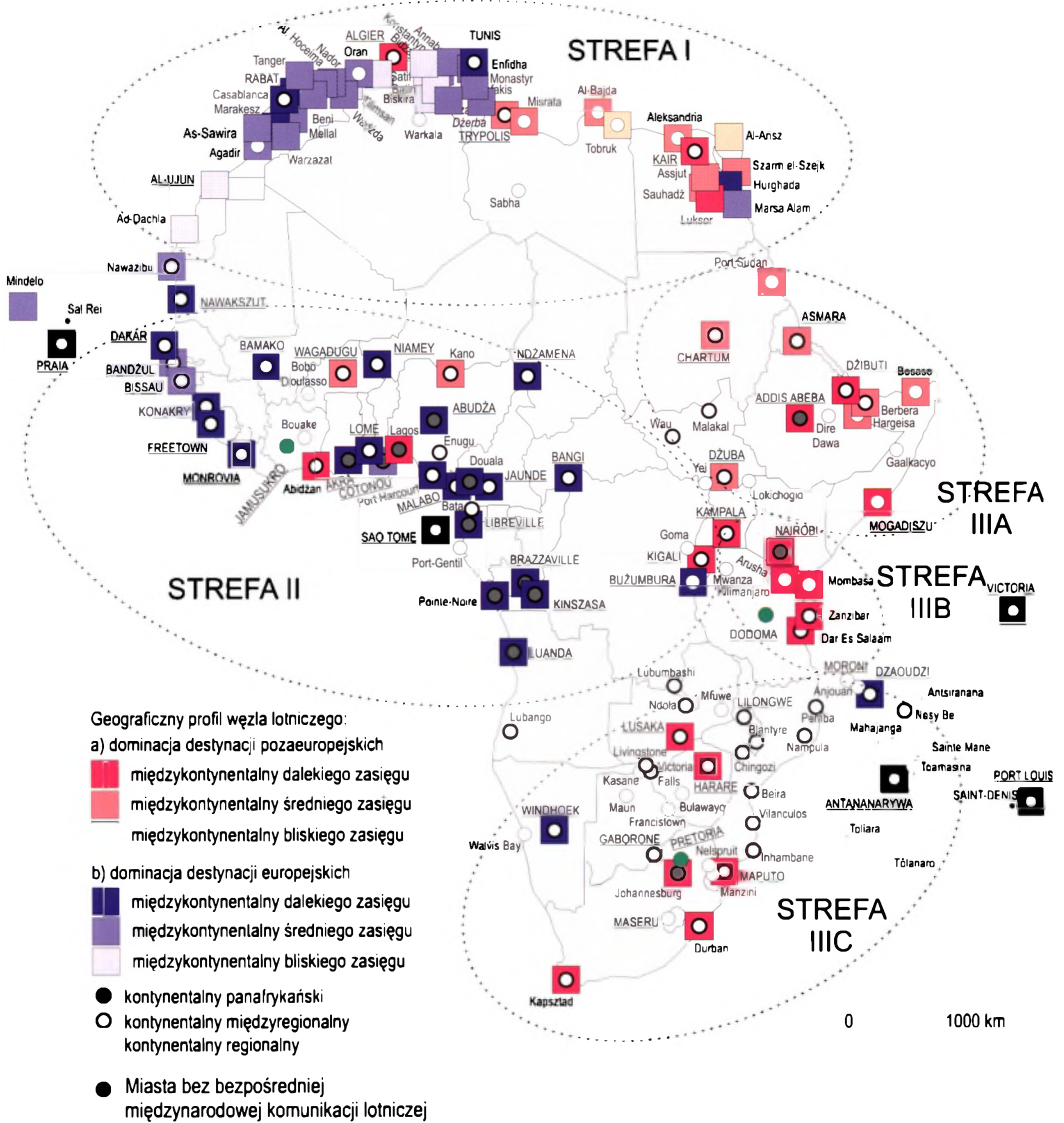 STREFA I
TUNIS
ALGIER
Oran
Nador
Hoceima
Tanger
RABAT
Casablanca
Marakesz
As-Sawira
Agadir
Beni
Mellal
Warzazat
Biskira
Warkala
Enfidha
Monastyr
Dżerba
TRYPOLIS
Misrata
Al-Bajda
Tobruk
Aleksandria
KAIR
Assjut
Sauhadż
Luksor
Al-Ansz
Szarm el-Szejk
Hurghada
Marsa Alam
AL-UJUN
Ad-Dachla
Sabha
Nawazibu
NAWAKSZUT
Mindelo
Sal Rei
PRAIA
DAKAR
BANDŻUL
BISSAU
KONAKRY
FREETOWN
MONROVIA
BAMAKO
WAGADUGU
Bobo
Dioulasso
NIAMEY
Kano
NDŻAMENA
ABUDŻA
Bouake
LOME
Lagos
Enugu
Douala
JAUNDE
BANGI
JAMUSUKRO
Abidżan
AKRA
COTONOU
Port Harcourt
MALABO
Bata
LIBREVILLE
SAO TOME
Port-Gentil
BRAZZAVILLE
Pointe-Noire
KINSZASA
LUANDA
STREFA II
Port-Sudan
ASMARA
CHARTUM
DŻIBUTI
Bosaso
ADDIS ABEBA
Berbera
Hargeisa
Dire
Dawa
Gaalkacyo
Malakal
Wau
DŻUBA
Yej
Lokichogio
MOGADISZU
STREFA
IIIA
KAMPALA
NAIROBI
Goma
KIGALI
Arusha
BUŻUMBURA
Mwanza
Kilimanjaro
Mombasa
Zanzibar
DODOMA
Dar Es Salaam
STREFA
IIIB
VICTORIA
MORONI
DZAOUDZI
Anjouan
Antsiranana
Nesy Be
Mahajanga
Sainte Marie
Toamasina
ANTANANARYWA
Toliara
Tôlanaro
PORT LOUIS
SAINT-DENIS
Lubumbashi
Ndola
Mfuwe
LILONGWE
Blantyre
Pemba
Nampula
Chingozi
LUSAKA
Livingstone
Victoria
Falls
HARARE
Kasane
Maun
Bulawayo
Francistown
Beira
Vilanculos
Inhambane
Lubango
WINDHOEK
Walvis Bay
GABORONE
PRETORIA
Nelspruit
Johannesburg
MAPUTO
Manzini
MASERU
Durban
Kapsztad
STREFA
IIIC
Geograficzny profil węzła lotniczego:
a) dominacja destynacji pozaeuropejskich
międzykontynentalny dalekiego zasięgu
międzykontynentalny średniego zasięgu
międzykontynentalny bliskiego zasięgu
b) dominacja destynacji europejskich
międzykontynentalny dalekiego zasięgu
międzykontynentalny średniego zasięgu
międzykontynentalny bliskiego zasięgu
kontynentalny panafrykański
kontynentalny międzyregionalny
kontynentalny regionalny
Miasta bez bezpośredniej
międzynarodowej komunikacji lotniczej
0 1000 km